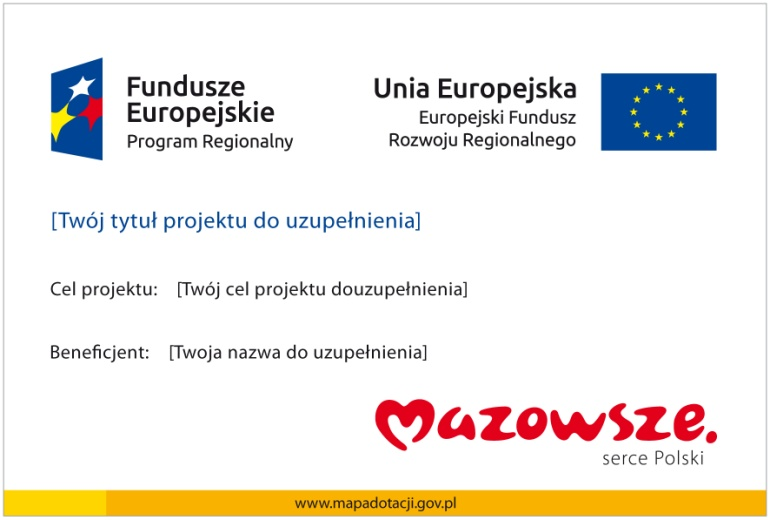 Fundusze
Europejskie
Program Regionalny
Unia Europejska
Europejski Fundusz
Rozwoju Regionalnego
[Twój tytuł projektu do uzupełnienia]
Cel projektu: [Twój cel projektu douzupełnienia]
Beneficjent: [Twoja nazwa do uzupełnienia]
mazowsze.
serce Polski
www.mapadotacji.gov.pl